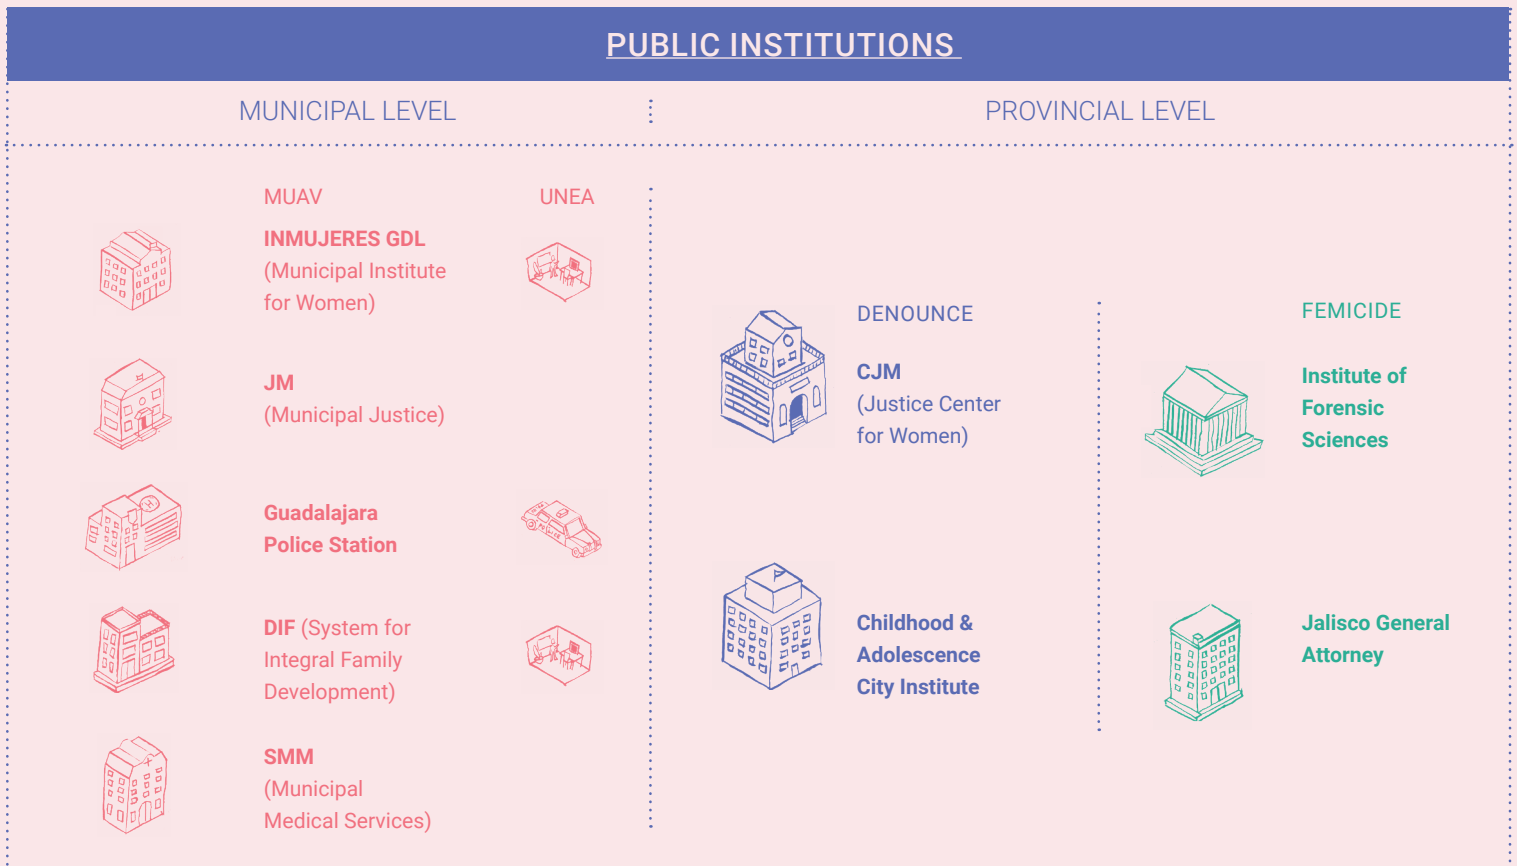 PUBLIC INSTITUTIONS
MUNICIPAL LEVEL
PROVINCIAL LEVEL
MUAV
UNEA
INMUJERES GDL
(Municipal Institute
for Women)
JM
(Municipal Justice)
Guadalajara
Police Station
POLICE
DIF (System for
Integral Family
Development)
SMM
(Municipal
Medical Services)
DENOUNCE
CJM
(Justice Center
for Women)
Childhood &
Adolescence
City Institute
FEMICIDE
Institute of
Forensic
Sciences
Jalisco General
Attorney